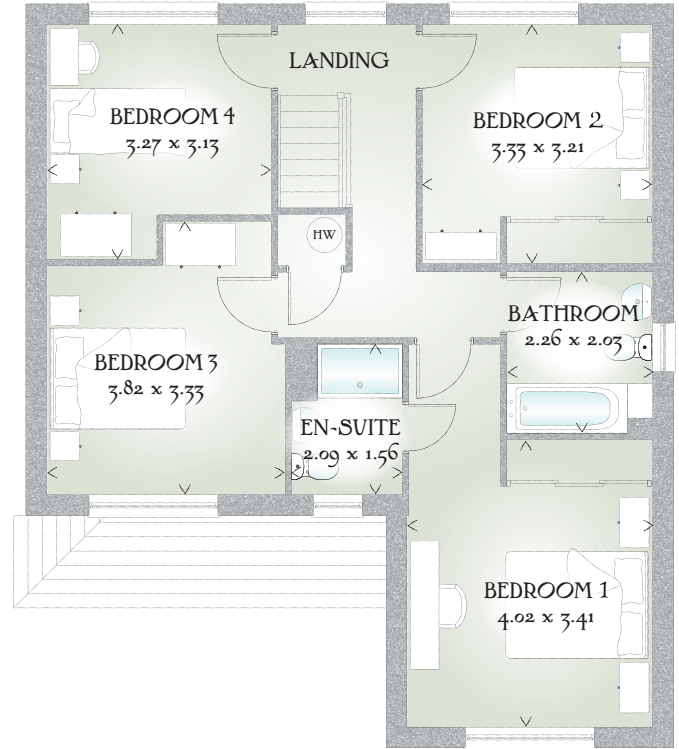 LANDING
BEDROOM 4
3.27 x 3.13
BEDROOM 2
3.33 x 3.21
HW
BATHROOM
2.26 x 2.03
BEDROOM 3
3.82 x 3.33
EN-SUITE
2.09 x 1.56
BEDROOM 1
4.02 x 3.41